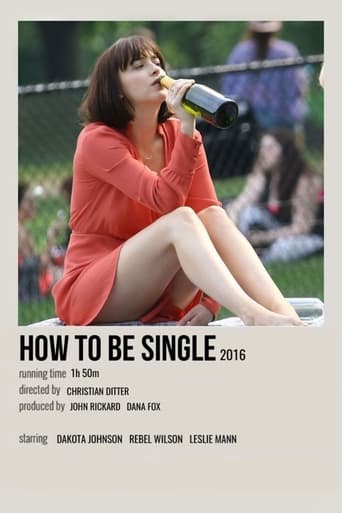 HOW TO BE SINGLE 2016
running time 1h 50m
directed by CHRISTIAN DITTER
produced by JOHN RICKARD DANA FOX
starring DAKOTA JOHNSON REBEL WILSON LESLIE MANN